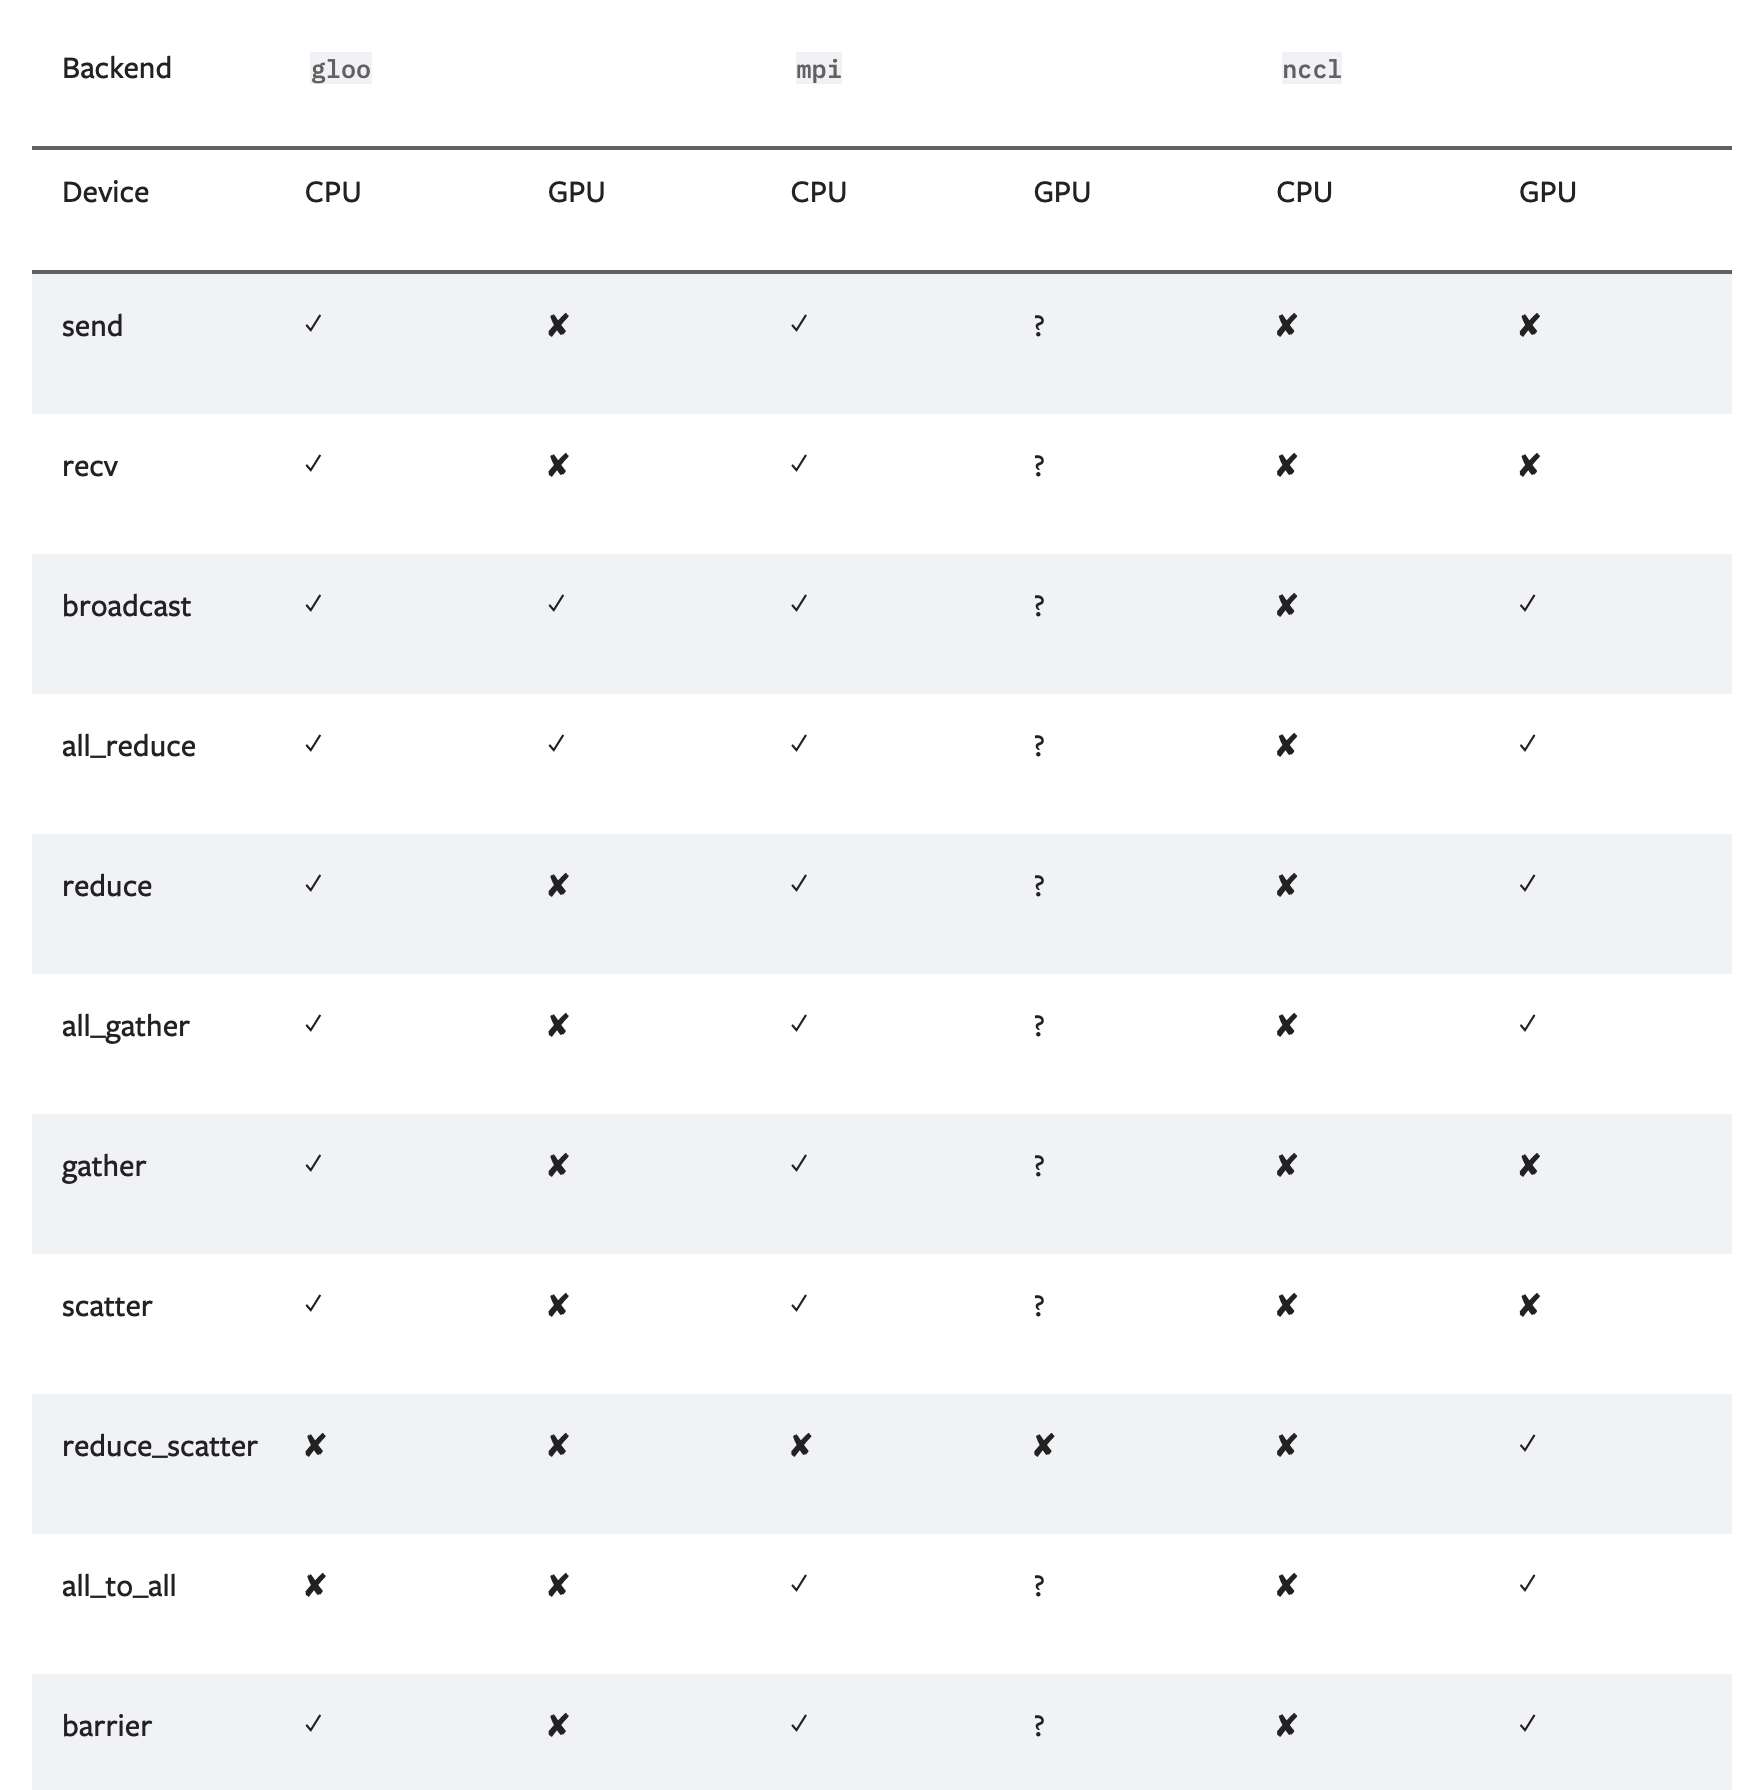 Backend gloo mpi nccl
Device CPU GPU CPU GPU CPU GPU
send ✓ ✘ ✓ ? ✘ ✘
recv ✓ ✘ ✓ ? ✘ ✘
broadcast ✓ ✓ ✓ ? ✘ ✓
all_reduce ✓ ✓ ✓ ? ✘ ✓
reduce ✓ ✘ ✓ ? ✘ ✓
all_gather ✓ ✘ ✓ ? ✘ ✓
gather ✓ ✘ ✓ ? ✘ ✘
scatter ✓ ✘ ✓ ? ✘ ✘
reduce_scatter ✘ ✘ ✘ ✘ ✘ ✓
all_to_all ✘ ✘ ✓ ? ✘ ✓
barrier ✓ ✘ ✓ ? ✘ ✓